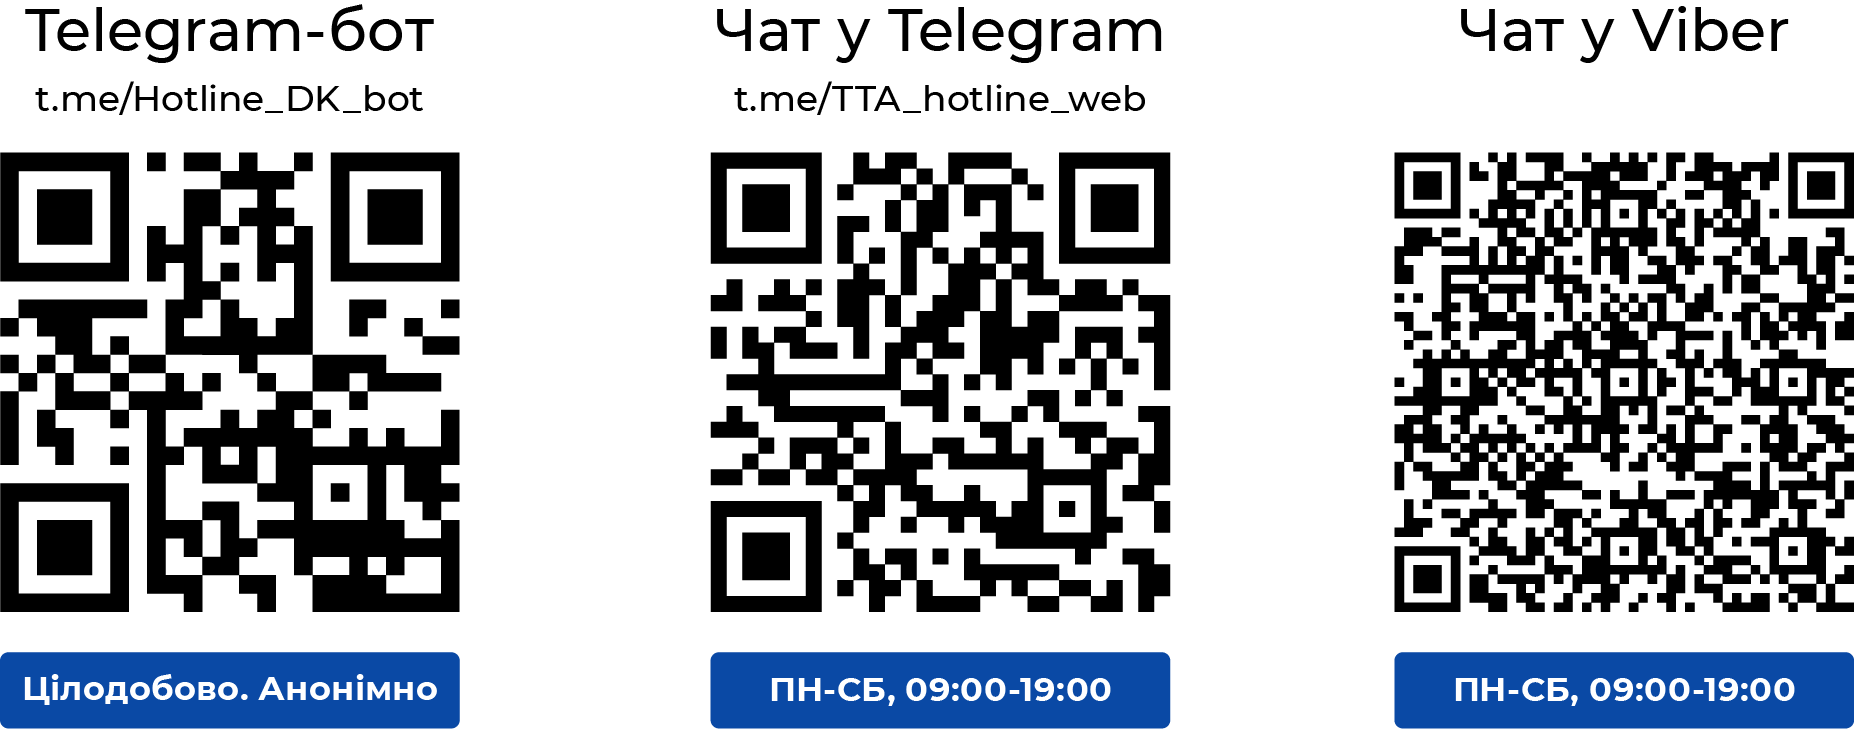 Telegram-бот
t.me/Hotline_DK_bot
Цілодобово. Анонімно
Чат у Telegram
t.me/TTA_hotline_web
ПН-СБ, 09:00-19:00
Чат у Viber
ПН-СБ, 09:00-19:00